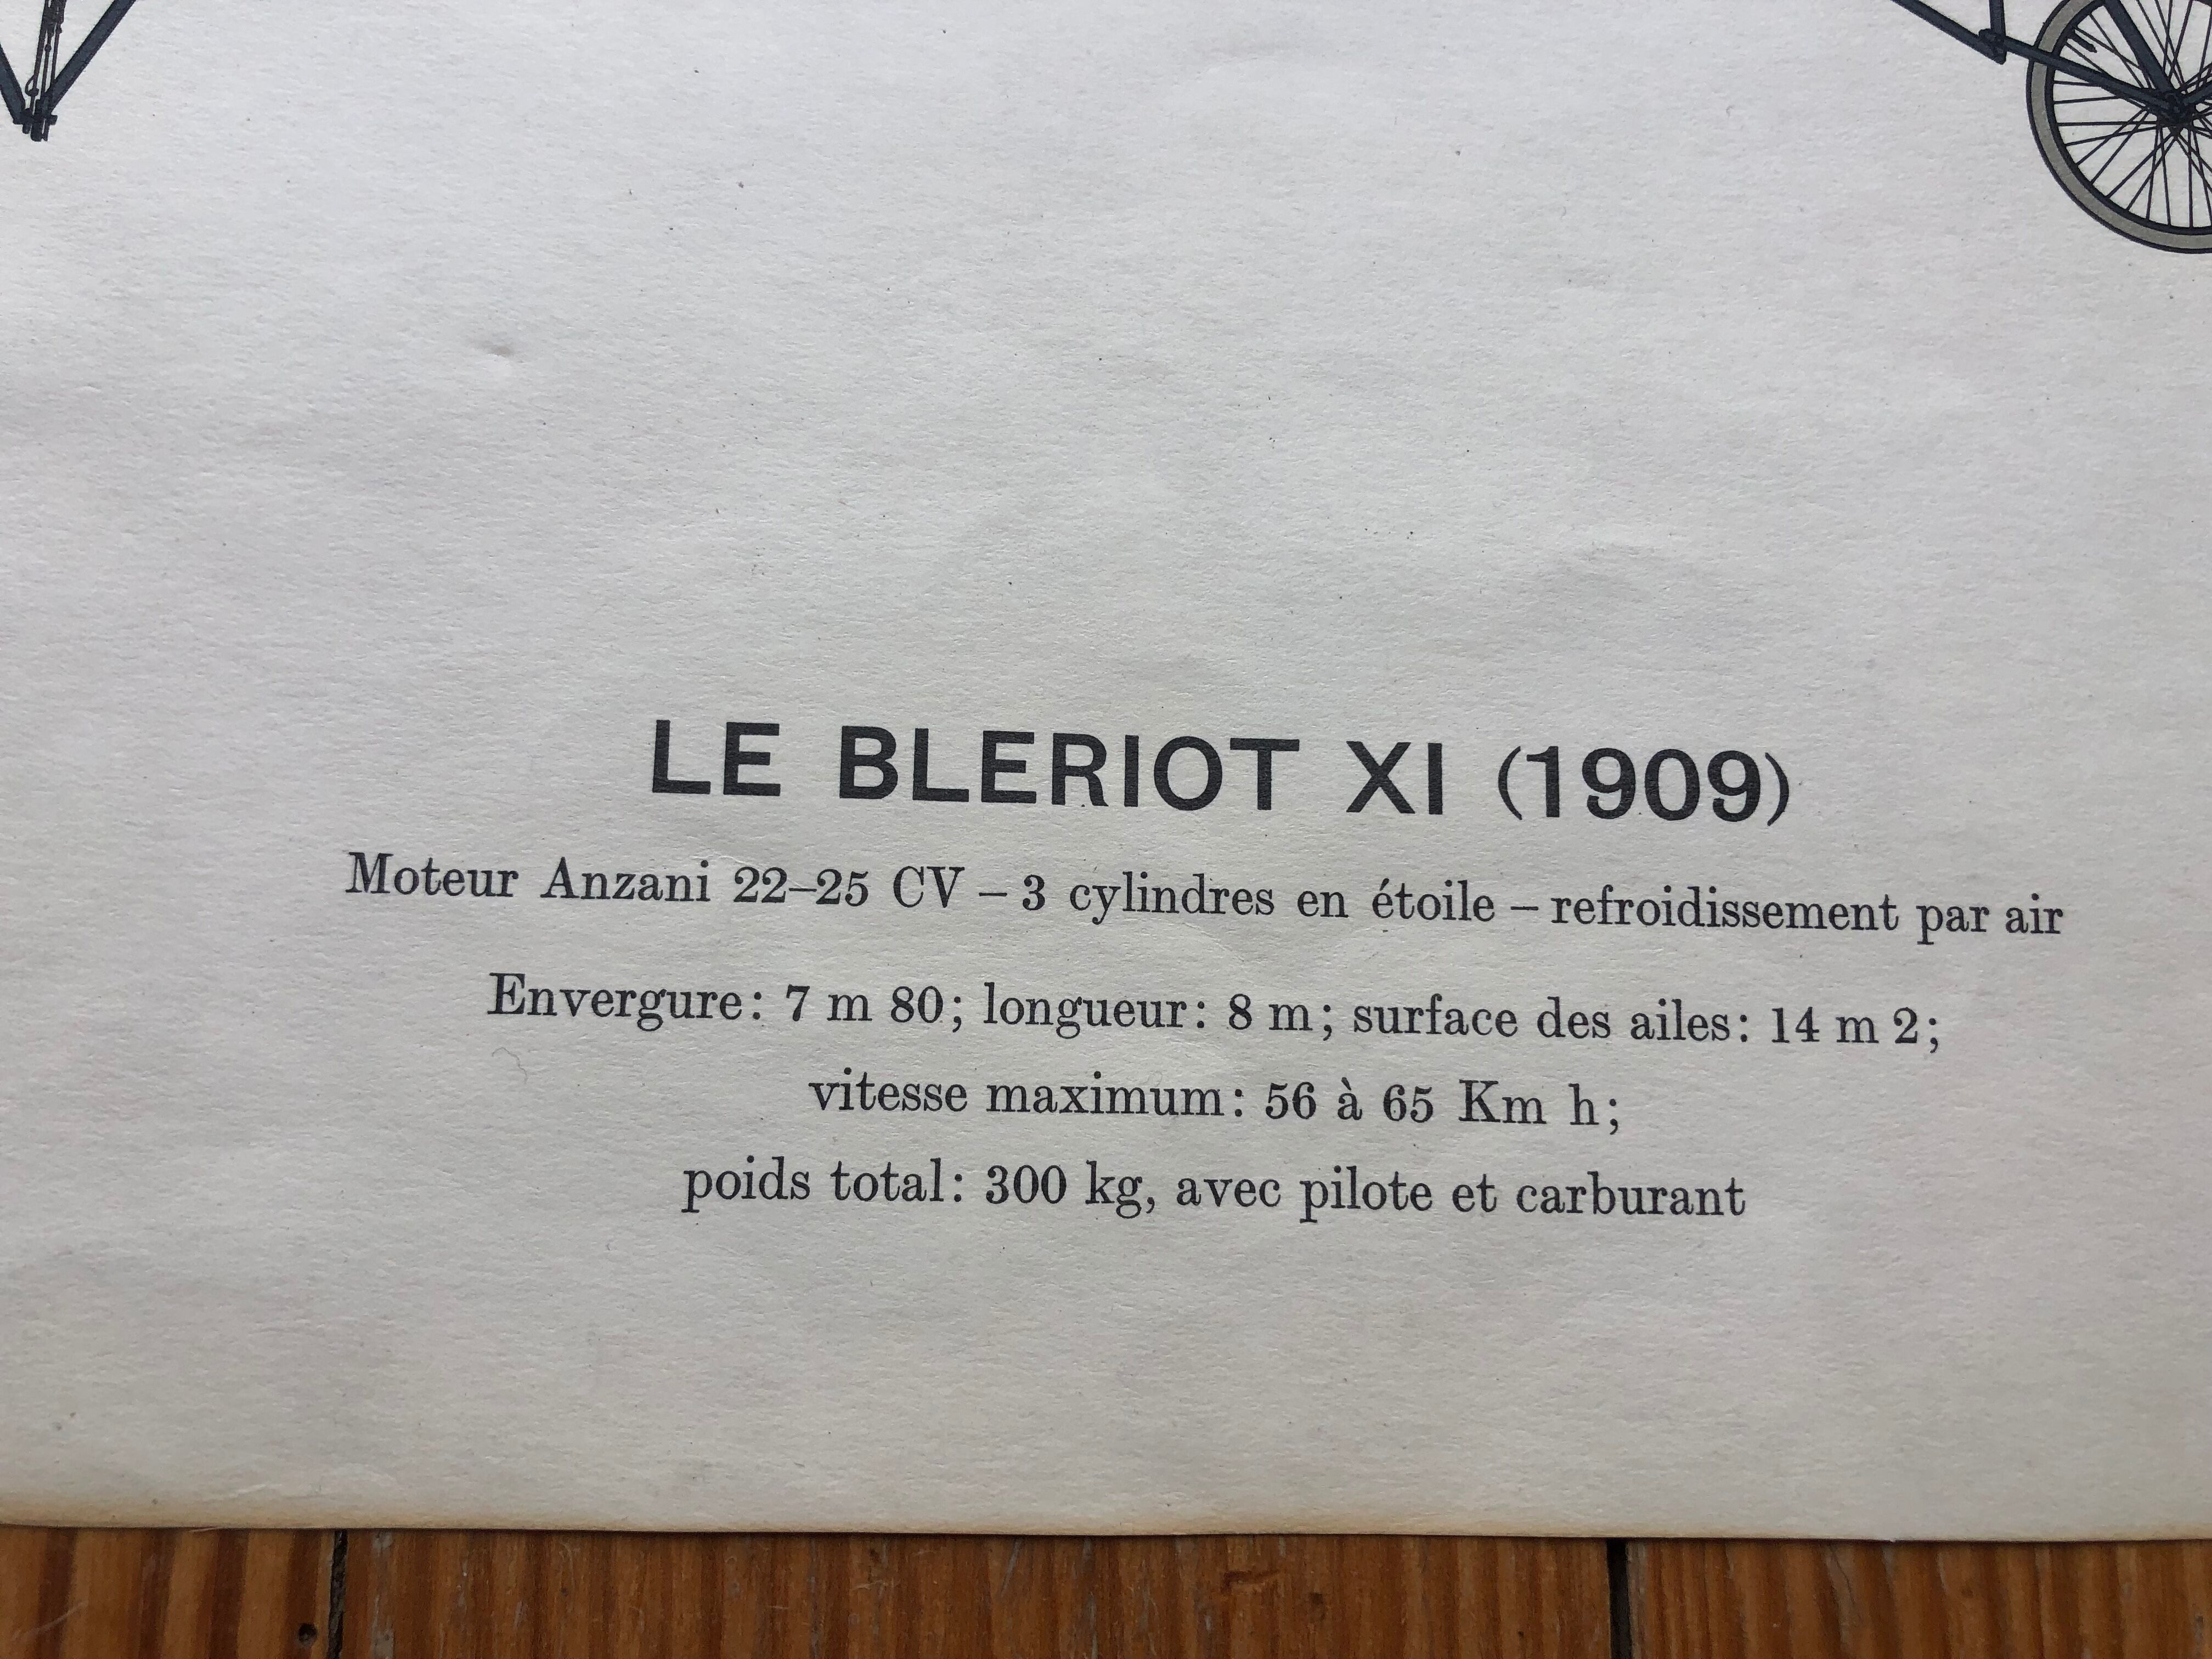 LE BLERIOT XI (1909)
Moteur Anzani 22–25 CV – 3 cylindres en étoile – refroidissement par air
Envergure: 7 m 80; longueur: 8 m; surface des ailes: 14 m 2;
vitesse maximum: 56 à 65 Km h;
poids total: 300 kg, avec pilote et carburant